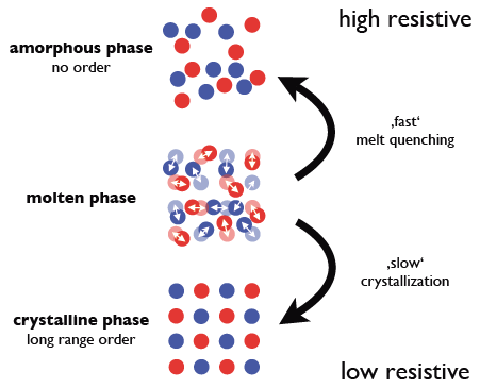 high resistive
amorphous phase
no order
‚fast‘
melt quenching
molten phase
‚slow‘
crystallization
crystalline phase
long range order
low resistive